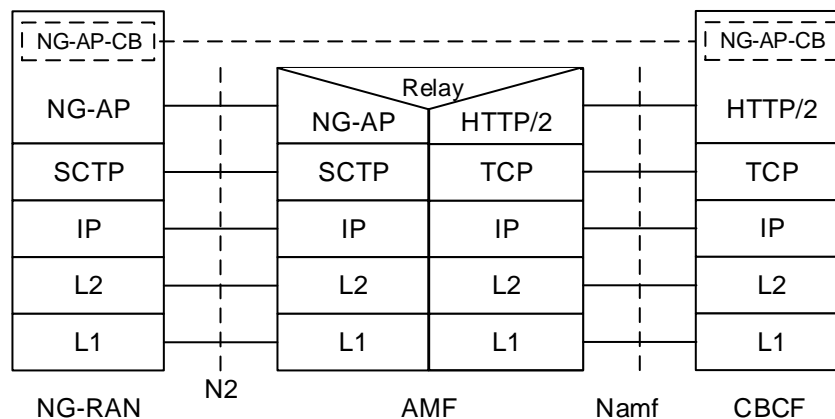 NG-AP-CB NG-AP-CB
Relay
NG-AP NG-AP HTTP/2 HTTP/2
SCTP SCTP TCP TCP
IP IP IP IP
L2 L2 L2 L2
L1 L1 L1 L1
N2
NG-RAN AMF Namf CBCF